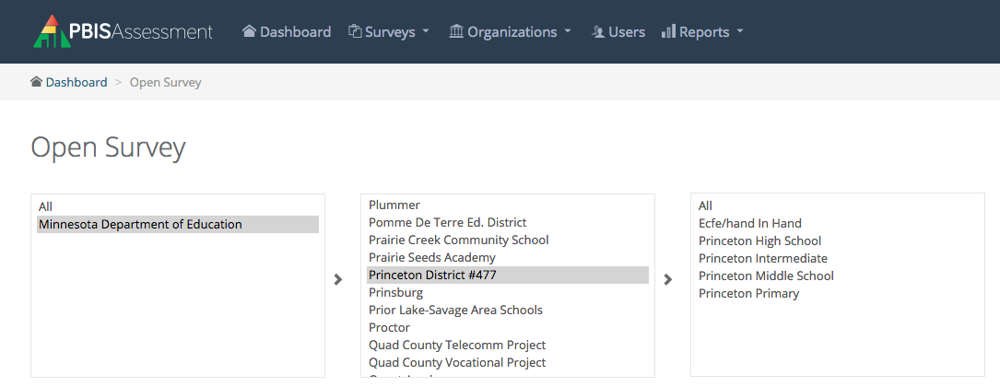 PBISAssessment Dashboard Surveys Organizations Users Reports
Dashboard > Open Survey
Open Survey
All
Minnesota Department of Education
Plummer
Pomme De Terre Ed. District
Prairie Creek Community School
Prairie Seeds Academy
Princeton District #477
Prinsburg
Prior Lake-Savage Area Schools
Proctor
Quad County Telecomm Project
Quad County Vocational Project
All
Ecfe/hand In Hand
Princeton High School
Princeton Intermediate
Princeton Middle School
Princeton Primary